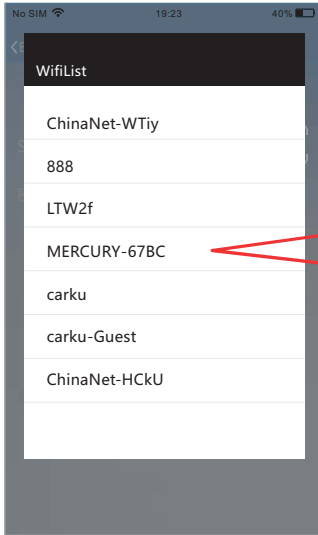 No SIM 19:23 40%
WifiList
ChinaNet-WTiy
888
LTW2f
MERCURY-67BC
carku
carku-Guest
ChinaNet-HCkU